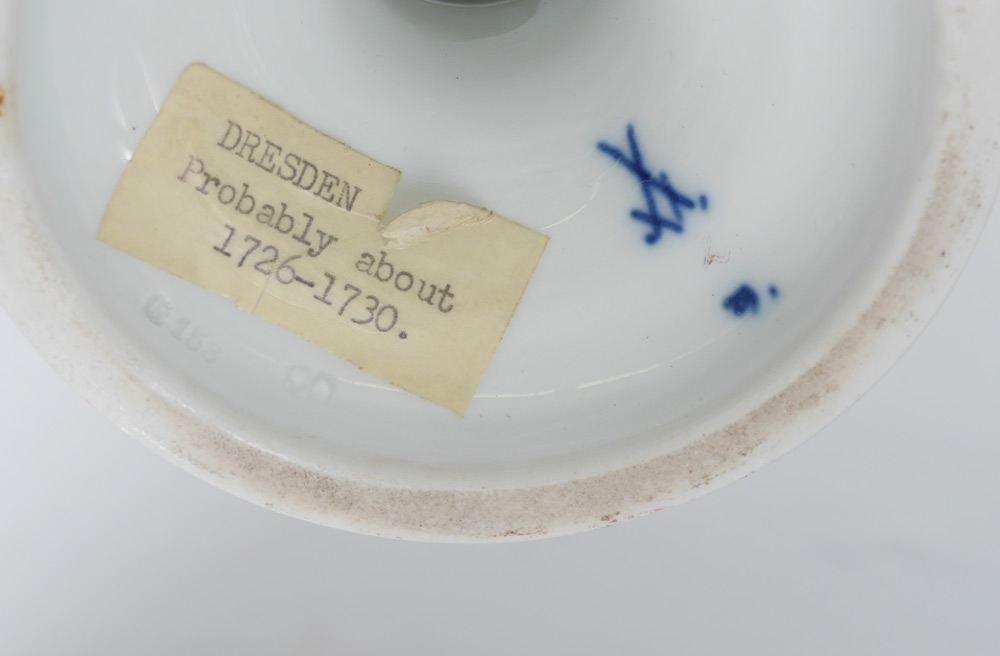 DRESDEN
Probably about
1726-1730.